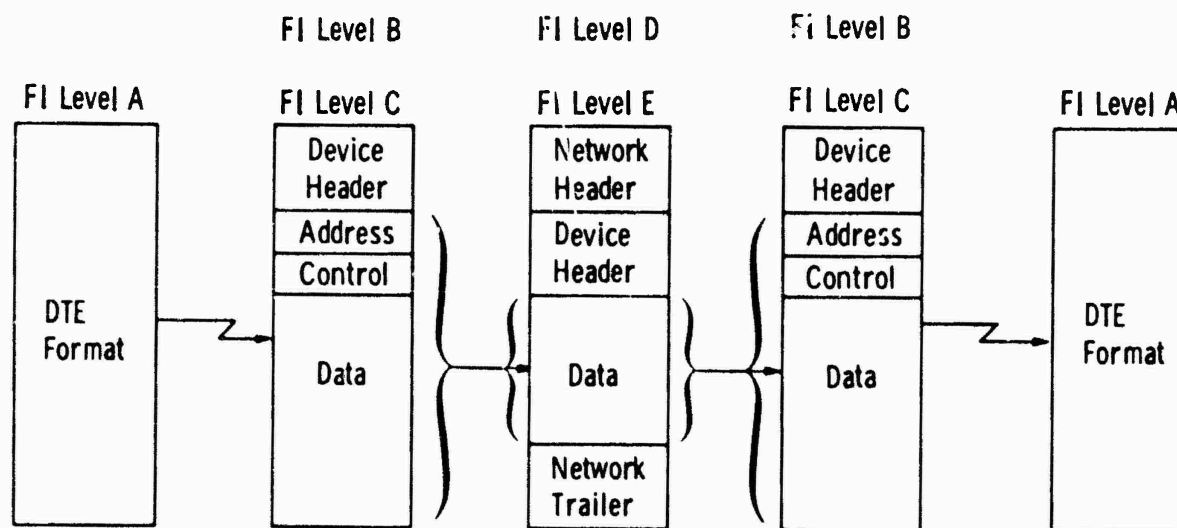 FI Level B FI Level D FI Level B
FI Level A FI Level C FI Level E FI Level C FI Level A
Device
Header
Address
Control
Data
Network
Header
Device
Header
Data
Network
Trailer
Device
Header
Address
Control
Data
DTE
Format
DTE
Format